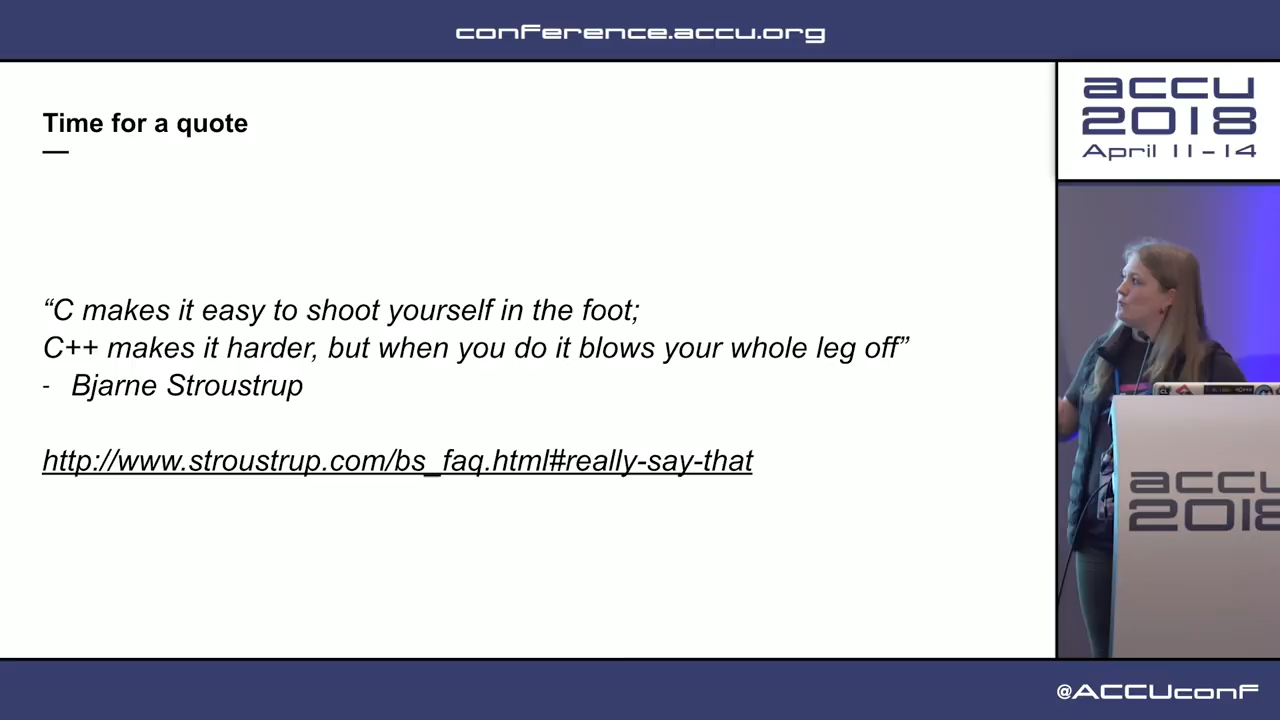 conference.accu.org
accu
2018
April 11-14
Time for a quote
“C makes it easy to shoot yourself in the foot;
C++ makes it harder, but when you do it blows your whole leg off”
- Bjarne Stroustrup
http://www.stroustrup.com/bs_faq.html#really-say-that
accu
2018
@ACCUconf